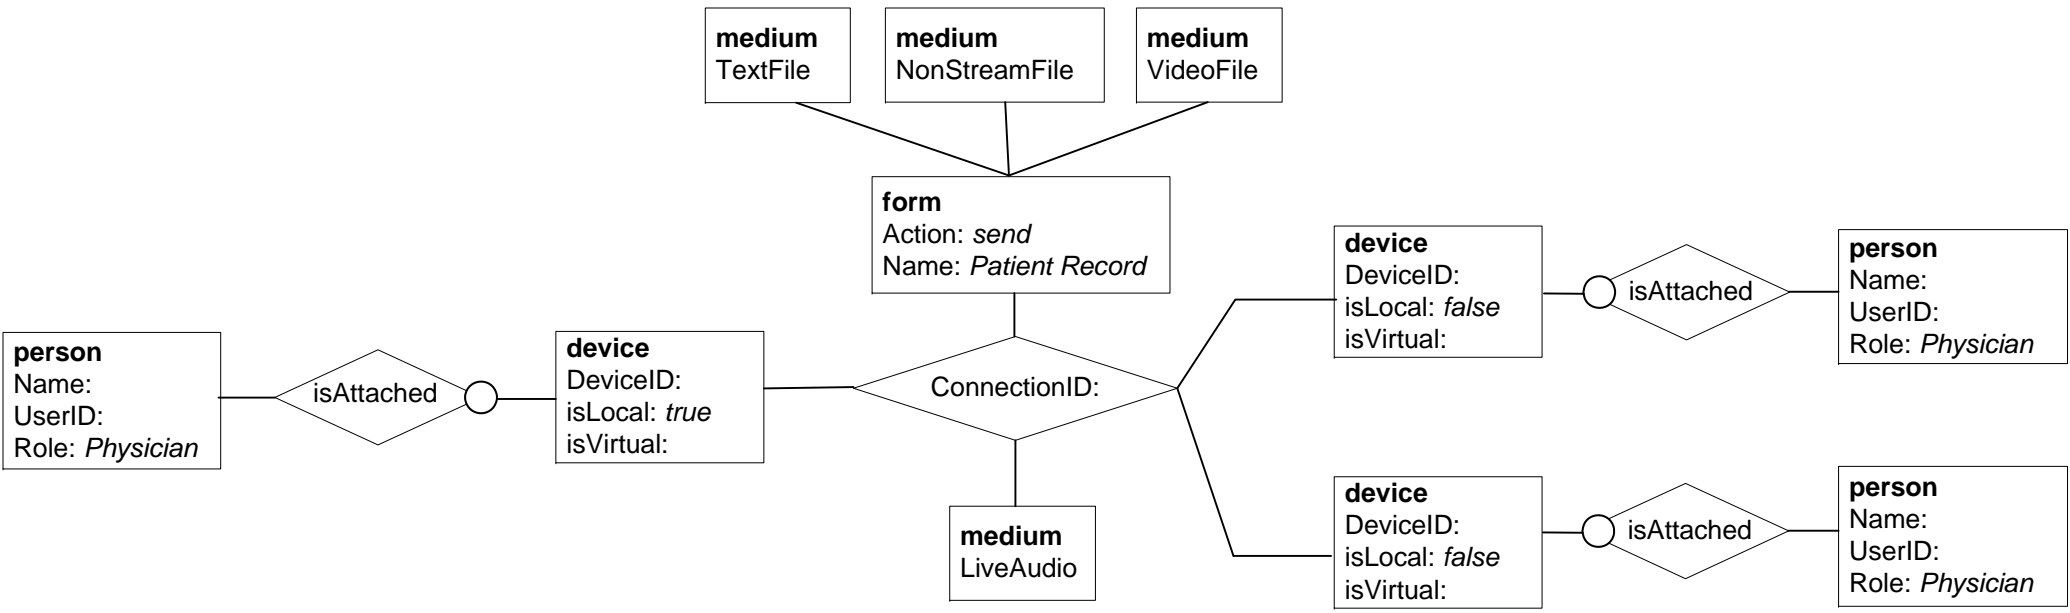 medium
TextFile
medium
NonStreamFile
medium
VideoFile
form
Action: send
Name: Patient Record
person
Name:
UserID:
Role: Physician
isAttached
device
DeviceID:
isLocal: true
isVirtual:
ConnectionID:
medium
LiveAudio
device
DeviceID:
isLocal: false
isVirtual:
isAttached
person
Name:
UserID:
Role: Physician
device
DeviceID:
isLocal: false
isVirtual:
isAttached
person
Name:
UserID:
Role: Physician